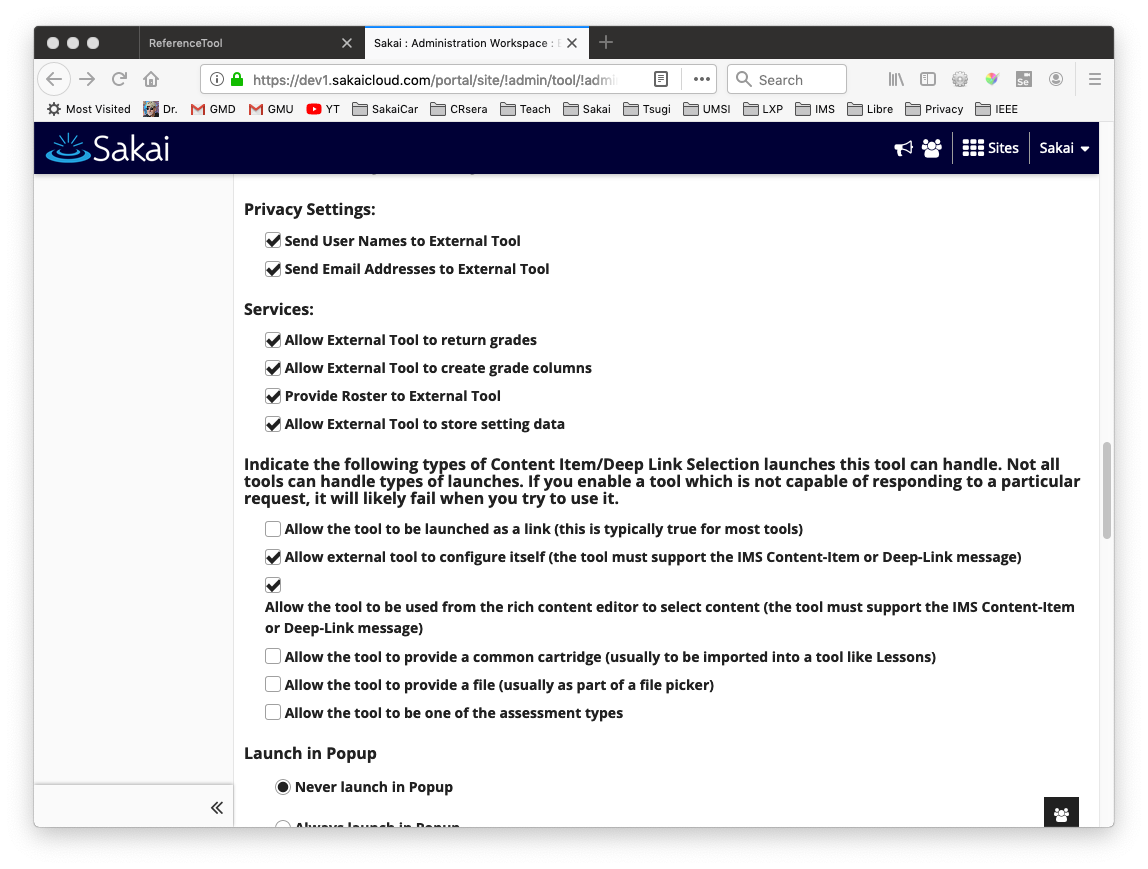 ReferenceTool
Sakai : Administration Workspace : E
https://dev1.sakaicloud.com/portal/site/!admin/tool/!admi
Search
Most Visited Dr. GMD GMU YT SakaiCar CRsera Teach Sakai Tsugi UMSI LXP IMS Libre Privacy IEEE
Sakai Sites Sakai
Privacy Settings:
Send User Names to External Tool
Send Email Addresses to External Tool
Services:
Allow External Tool to return grades
Allow External Tool to create grade columns
Provide Roster to External Tool
Allow External Tool to store setting data
Indicate the following types of Content Item/Deep Link Selection launches this tool can handle. Not all
tools can handle types of launches. If you enable a tool which is not capable of responding to a particular
request, it will likely fail when you try to use it.
Allow the tool to be launched as a link (this is typically true for most tools)
Allow external tool to configure itself (the tool must support the IMS Content-Item or Deep-Link message)
Allow the tool to be used from the rich content editor to select content (the tool must support the IMS Content-Item
or Deep-Link message)
Allow the tool to provide a common cartridge (usually to be imported into a tool like Lessons)
Allow the tool to provide a file (usually as part of a file picker)
Allow the tool to be one of the assessment types
Launch in Popup
Never launch in Popup
Always launch in Popup